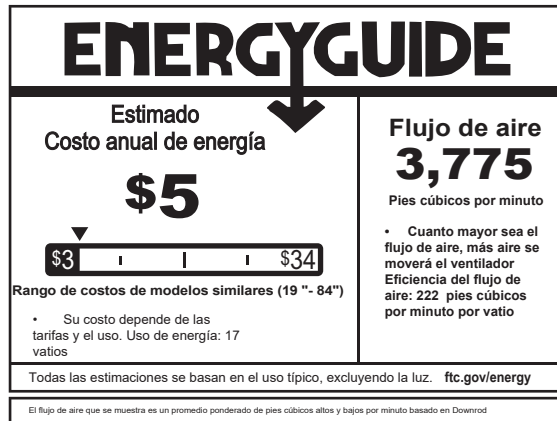 ENERGYGUIDE
Estimado
Costo anual de energía
$5
$3 $34
Rango de costos de modelos similares (19 "- 84")
• Su costo depende de las
tarifas y el uso. Uso de energía: 17
vatios
Flujo de aire
3,775
Pies cúbicos por minuto
• Cuanto mayor sea el
flujo de aire, más aire se
moverá el ventilador
Eficiencia del flujo de
aire: 222 pies cúbicos
por minuto por vatio
Todas las estimaciones se basan en el uso típico, excluyendo la luz. ftc.gov/energy
El flujo de aire que se muestra es un promedio ponderado de pies cúbicos altos y bajos por minuto basado en Downrod